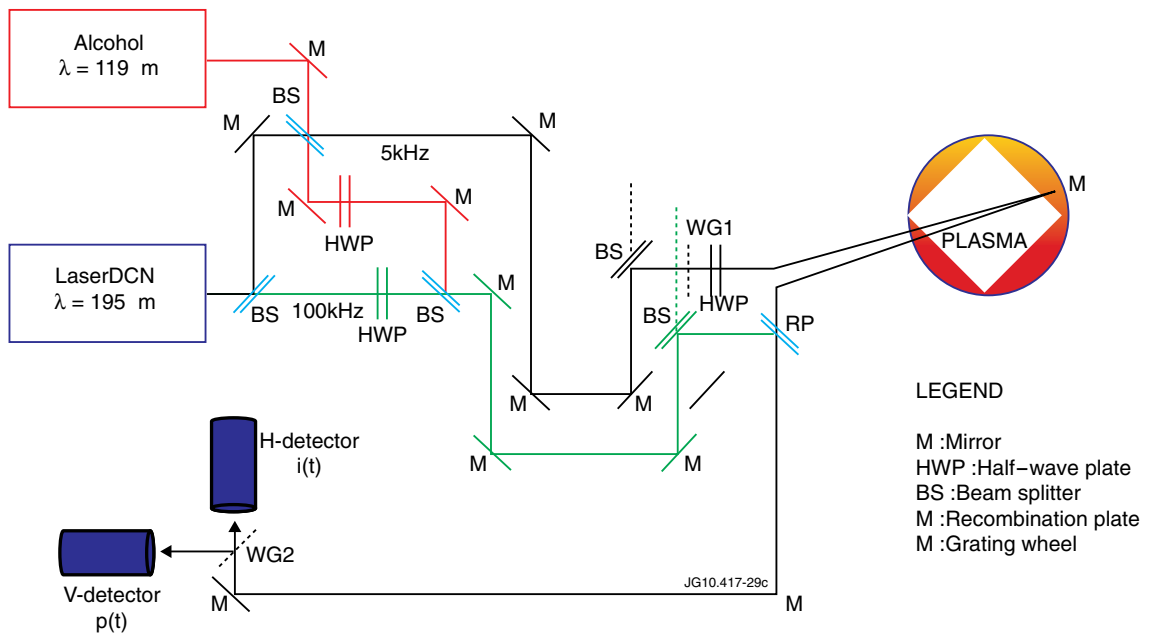 Alcohol
λ = 119 m
M
BS
M
M
5kHz
M
M
HWP
M
PLASMA
BS
WG1
HWP
LaserDCN
λ = 195 m
BS
100kHz
HWP
BS
M
BS
RP
M
M
M
M
LEGEND
M :Mirror
HWP :Half−wave plate
BS :Beam splitter
M :Recombination plate
M :Grating wheel
H-detector
i(t)
WG2
V-detector
p(t)
M
JG10.417-29c
M